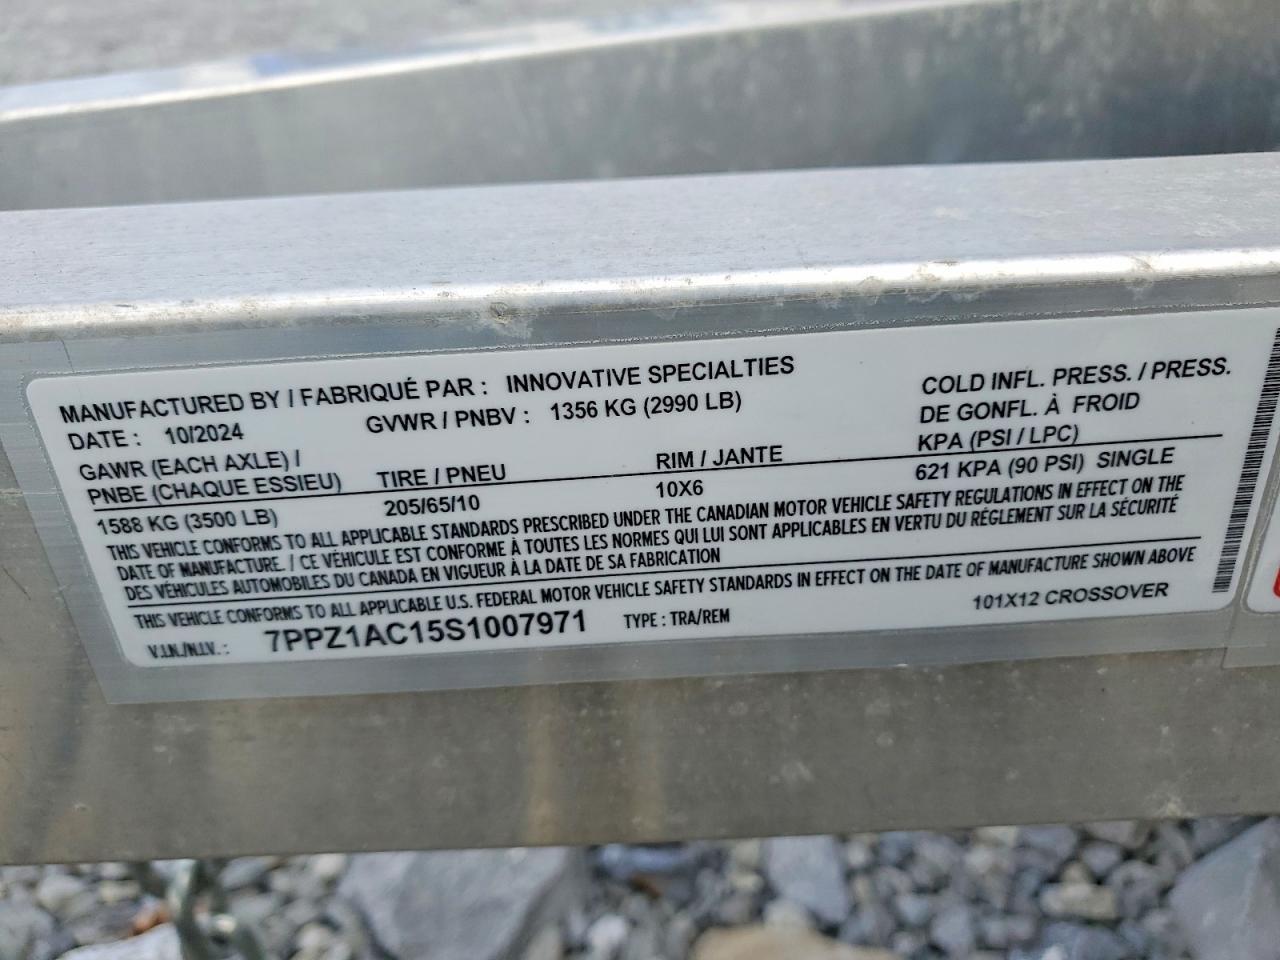 MANUFACTURED BY / FABRIQUÉ PAR : INNOVATIVE SPECIALTIES
DATE : 10/2024
GVWR / PNBV : 1356 KG (2990 LB)
COLD INFL. PRESS. / PRESS.
DE GONFL. À FROID
KPA (PSI / LPC)
GAWR (EACH AXLE) /
PNBE (CHAQUE ESSIEU)
TIRE / PNEU
RIM / JANTE
1588 KG (3500 LB)
205/65/10
10X6
621 KPA (90 PSI) SINGLE
THIS VEHICLE CONFORMS TO ALL APPLICABLE STANDARDS PRESCRIBED UNDER THE CANADIAN MOTOR VEHICLE SAFETY REGULATIONS IN EFFECT ON THE
DATE OF MANUFACTURE. / CE VÉHICULE EST CONFORME À TOUTES LES NORMES QUI LUI SONT APPLICABLES EN VERTU DU RÉGLEMENT SUR LA SÉCURITÉ
DES VÉHICULES AUTOMOBILES DU CANADA EN VIGUEUR À LA DATE DE SA FABRICATION
THIS VEHICLE CONFORMS TO ALL APPLICABLE U.S. FEDERAL MOTOR VEHICLE SAFETY STANDARDS IN EFFECT ON THE DATE OF MANUFACTURE SHOWN ABOVE
V.I.N./N.I.V. : 7PPZ1AC15S1007971 TYPE : TRA/REM 101X12 CROSSOVER